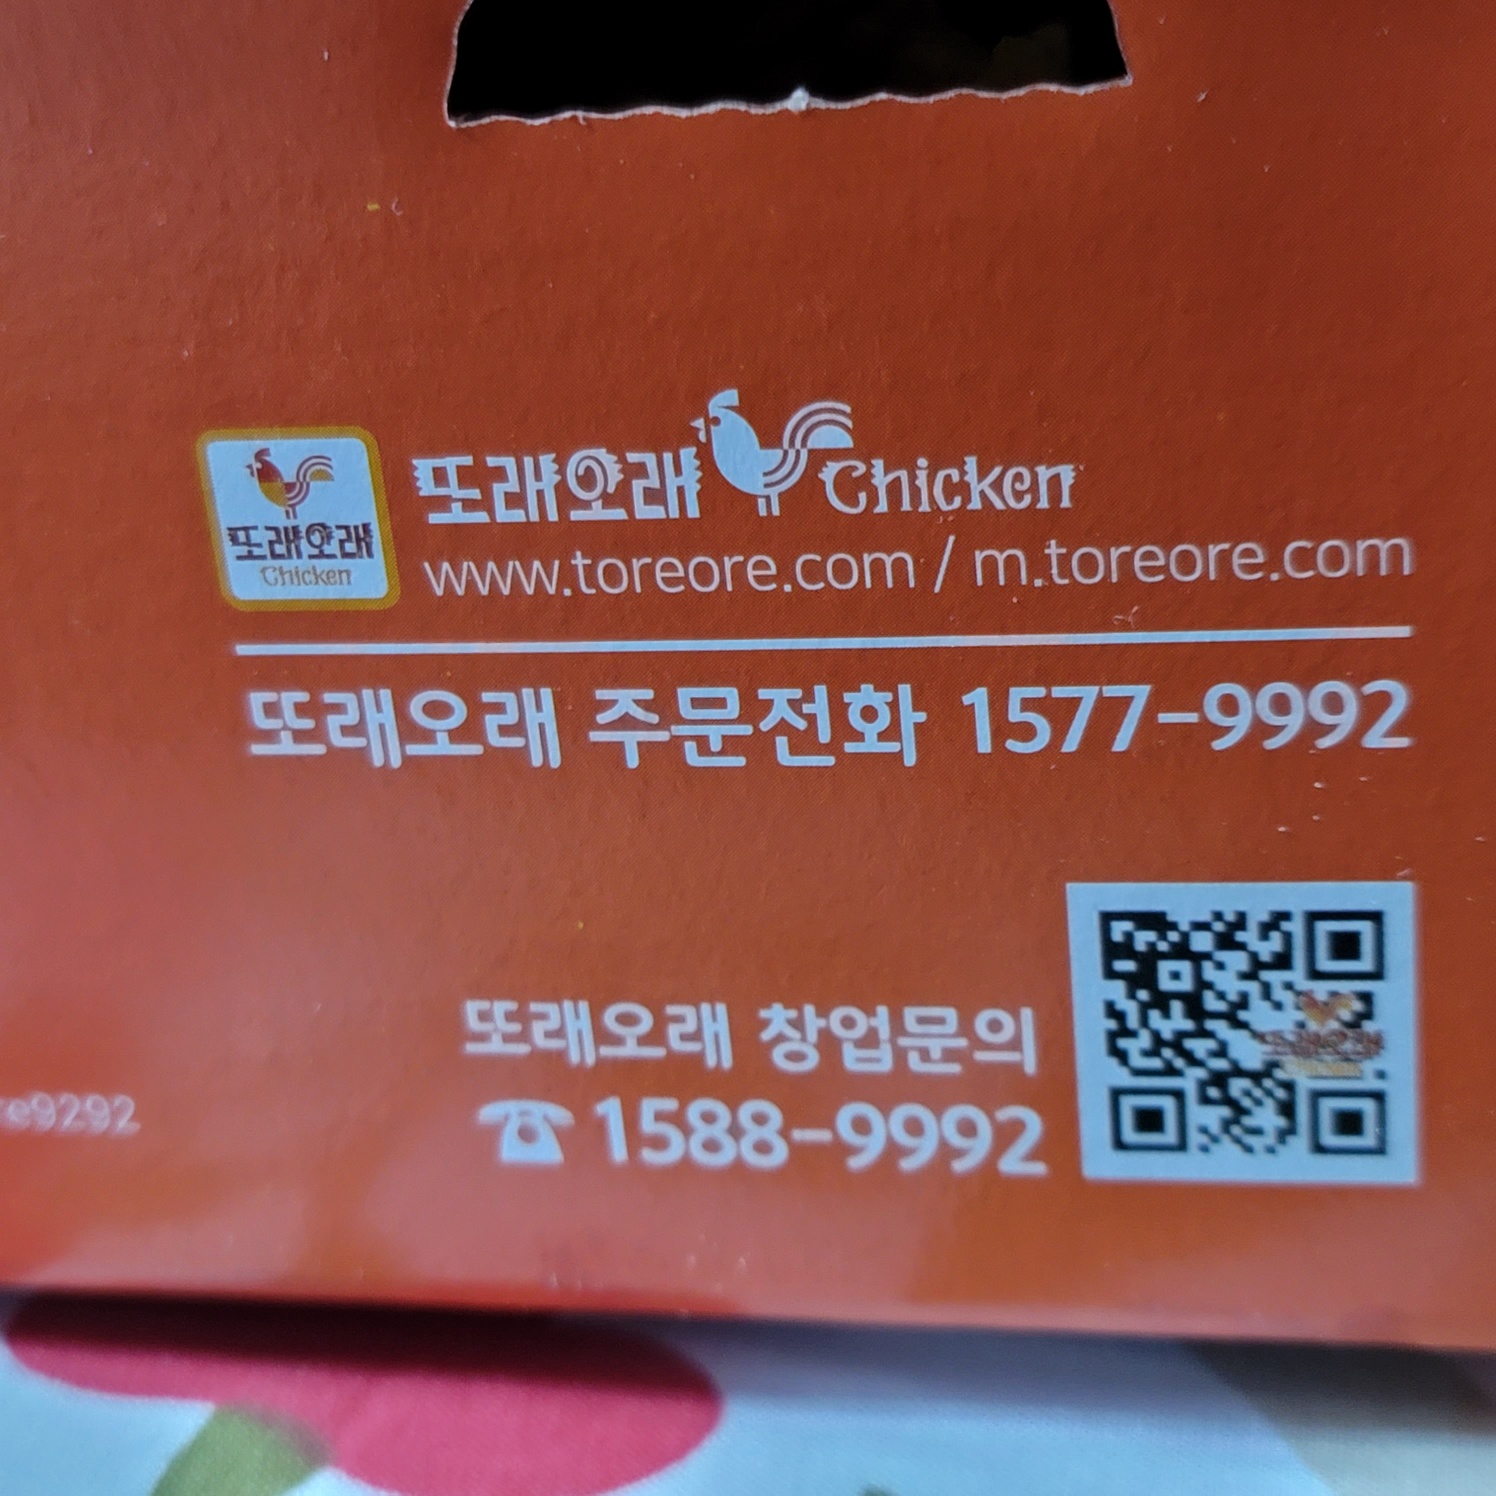 또래오래 Chicken
또래오래
Chicken
www.toreore.com / m.toreore.com
또래오래 주문전화 1577-9992
또래오래 창업문의
☎1588-9992
e9292